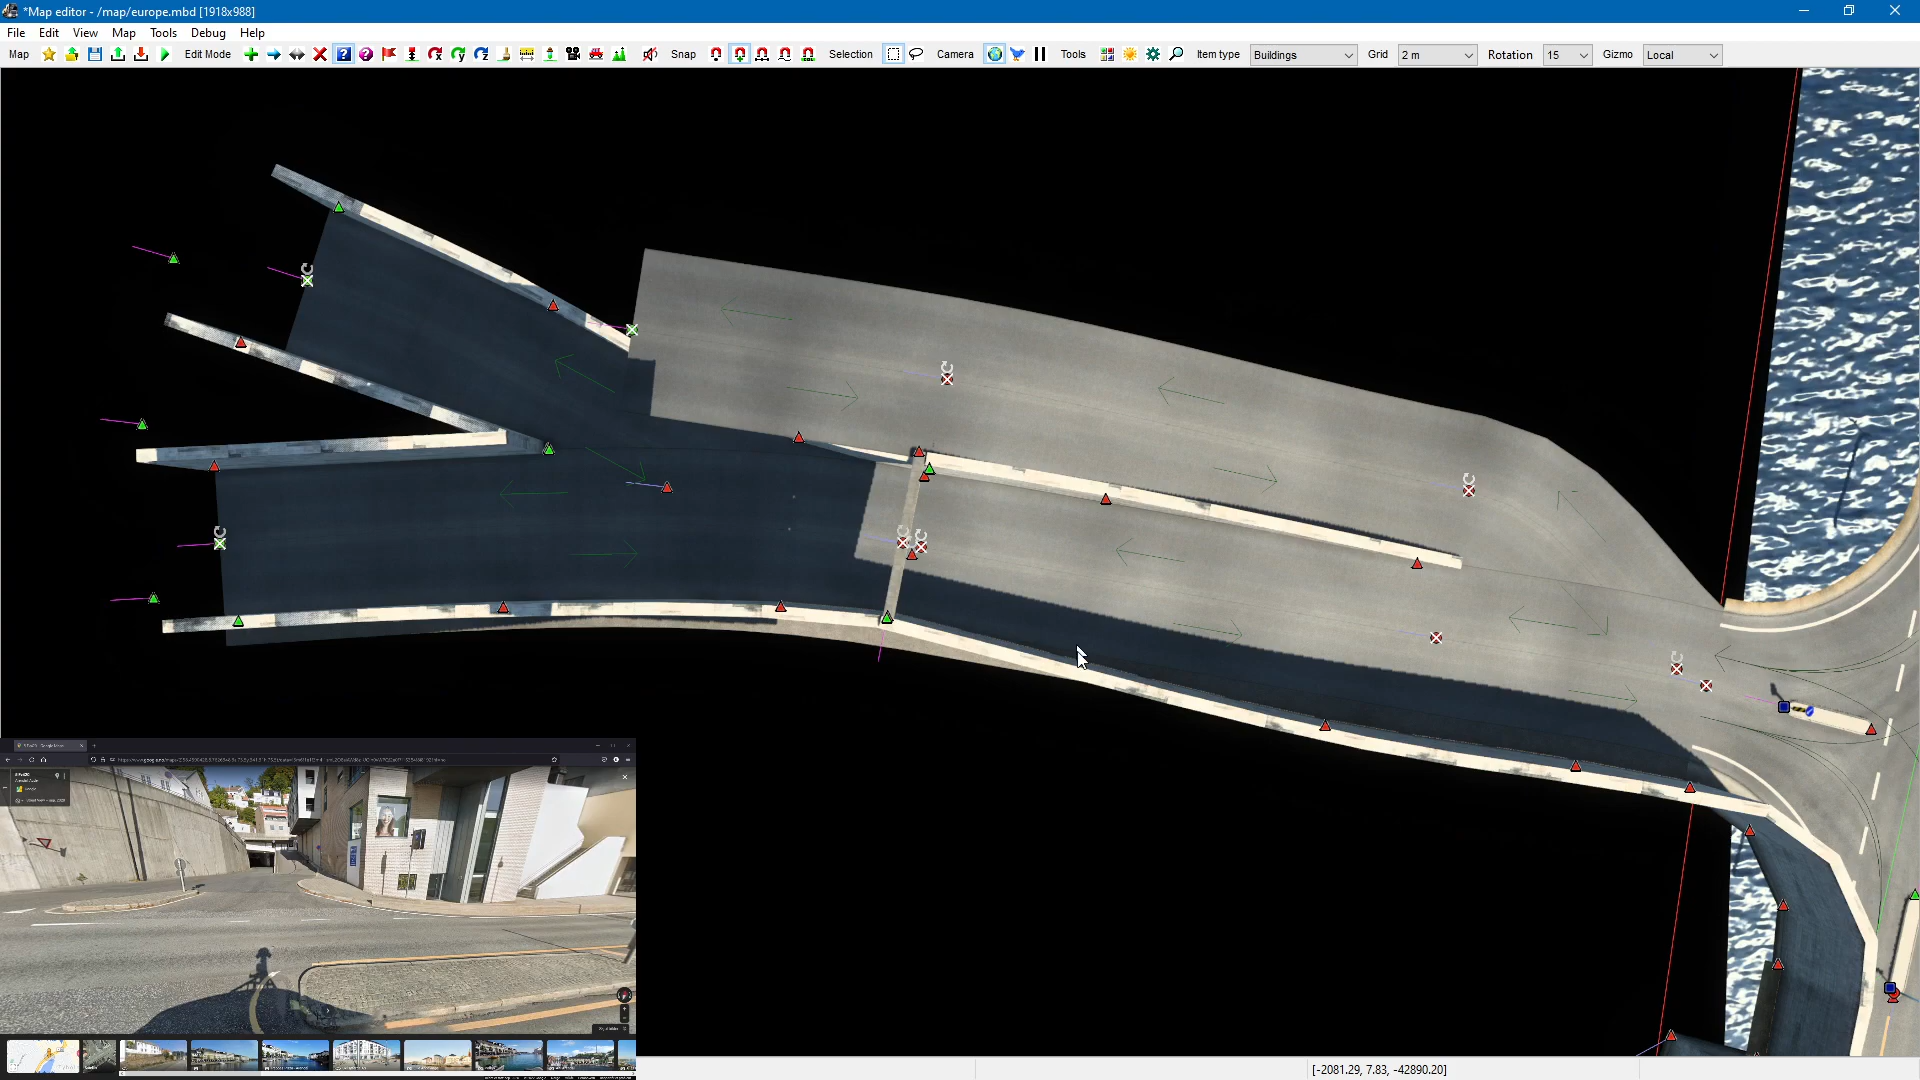 *Map editor - /map/europe.mbd [1918x988]
File Edit View Map Tools Debug Help
Map Edit Mode Snap Selection Camera Tools Item type Buildings Grid 2 m Rotation 15 Gizmo Local
[-2081.29, 7.83, -42890.20]